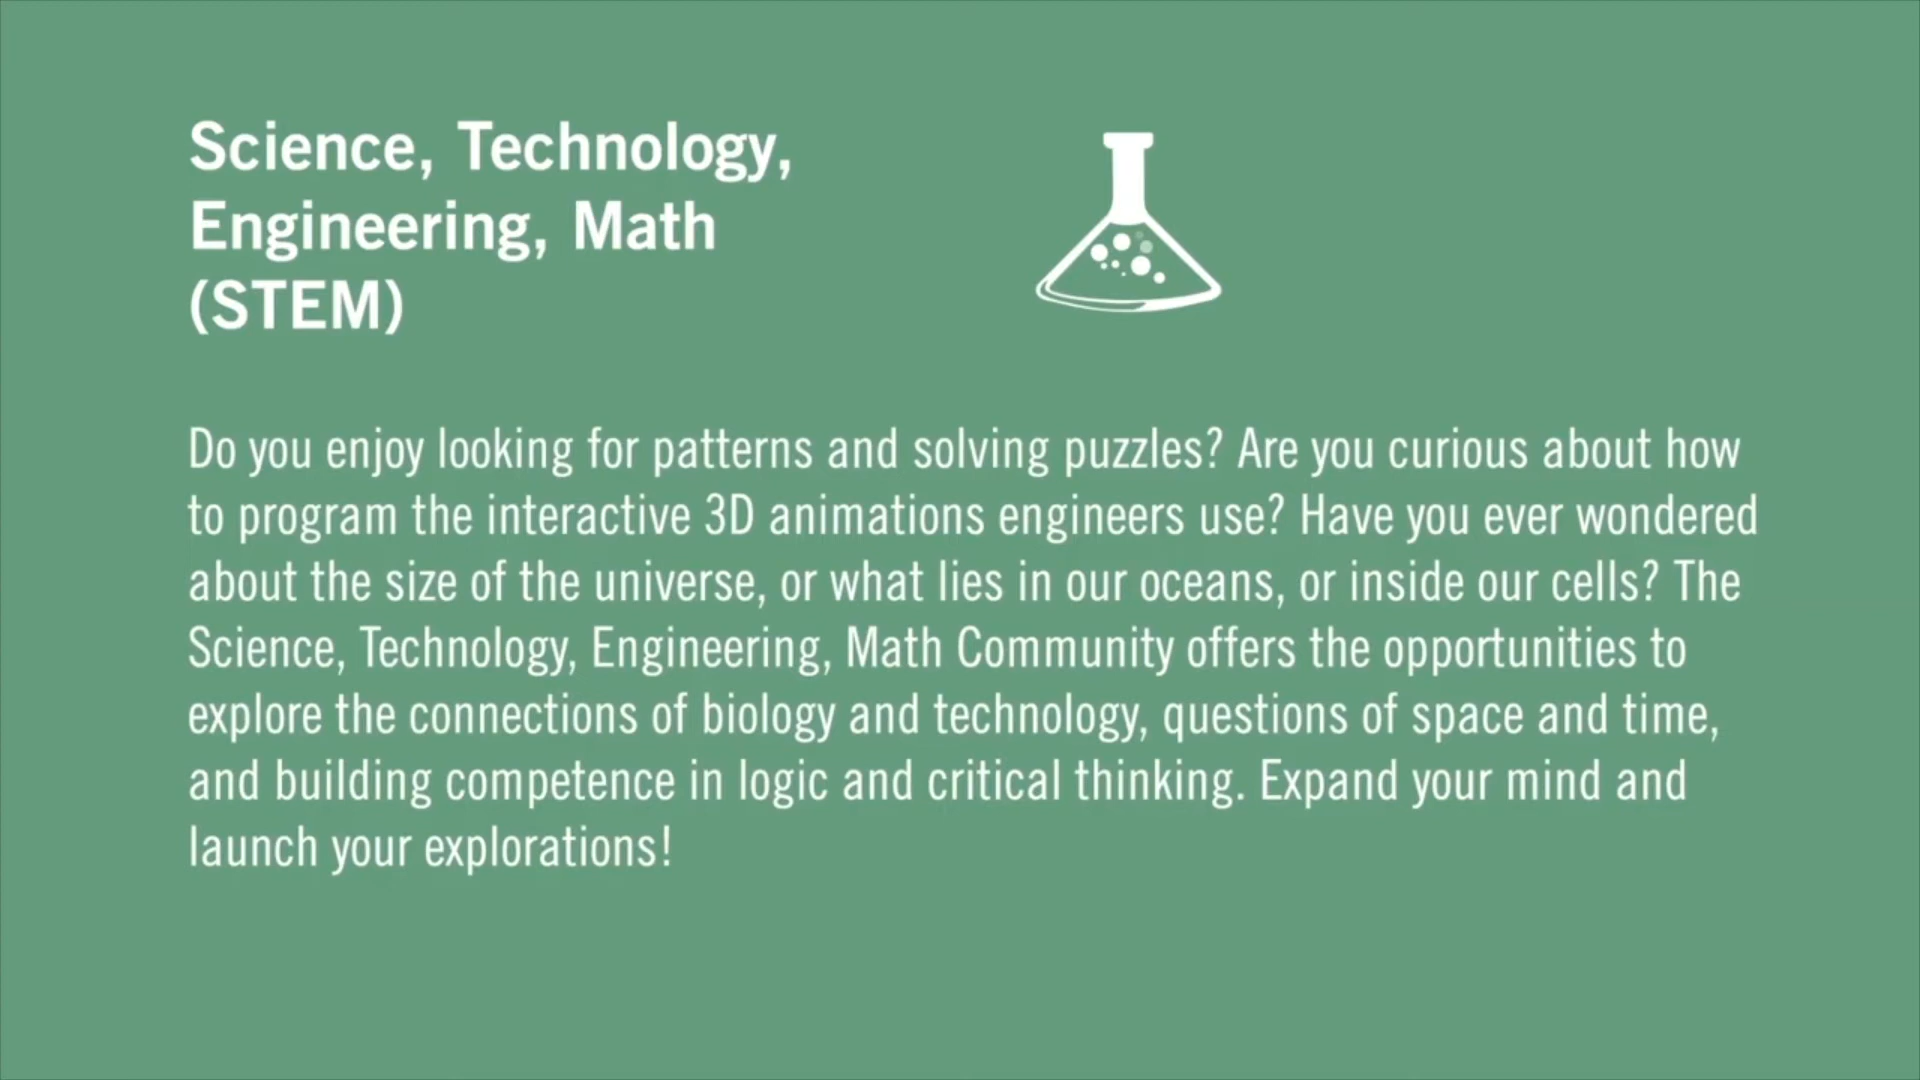 Science, Technology,
Engineering, Math
(STEM)
Do you enjoy looking for patterns and solving puzzles? Are you curious about how
to program the interactive 3D animations engineers use? Have you ever wondered
about the size of the universe, or what lies in our oceans, or inside our cells? The
Science, Technology, Engineering, Math Community offers the opportunities to
explore the connections of biology and technology, questions of space and time,
and building competence in logic and critical thinking. Expand your mind and
launch your explorations!